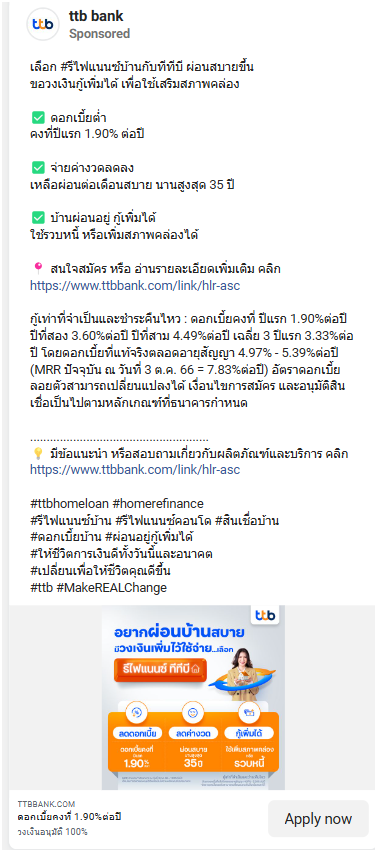 ttb
ttb bank
Sponsored
เลือก #รีไฟแนนซ์บ้านกับทีทีบี ผ่อนสบายขึ้น
ขอวงเงินกู้เพิ่มได้ เพื่อใช้เสริมสภาพคล่อง
✅ ดอกเบี้ยต่ำ
คงที่ปีแรก 1.90% ต่อปี
✅ จ่ายค่างวดลดลง
เหลือผ่อนต่อเดือนสบาย นานสูงสุด 35 ปี
✅ บ้านผ่อนอยู่ กู้เพิ่มได้
ใช้รวบหนี้ หรือเพิ่มสภาพคล่องได้
📍 สนใจสมัคร หรือ อ่านรายละเอียดเพิ่มเติม คลิก
https://www.ttbbank.com/link/hlr-asc
กู้เท่าที่จำเป็นและชำระคืนไหว : ดอกเบี้ยคงที่ ปีแรก 1.90%ต่อปี
ปีที่สอง 3.60%ต่อปี ปีที่สาม 4.49%ต่อปี เฉลี่ย 3 ปีแรก 3.33%ต่อ
ปี โดยดอกเบี้ยที่แท้จริงตลอดอายุสัญญา 4.97% - 5.39%ต่อปี
(MRR ปัจจุบัน ณ วันที่ 3 ต.ค. 66 = 7.83%ต่อปี) อัตราดอกเบี้ย
ลอยตัวสามารถเปลี่ยนแปลงได้ เงื่อนไขการสมัคร และอนุมัติสิน
เชื่อเป็นไปตามหลักเกณฑ์ที่ธนาคารกำหนด
......................................................
💡 มีข้อแนะนำ หรือสอบถามเกี่ยวกับผลิตภัณฑ์และบริการ คลิก
https://www.ttbbank.com/link/hlr-asc
#ttbhomeloan #homerefinance
#รีไฟแนนซ์บ้าน #รีไฟแนนซ์คอนโด #สินเชื่อบ้าน
#ดอกเบี้ยบ้าน #ผ่อนอยู่กู้เพิ่มได้
#ให้ชีวิตการเงินดีทั้งวันนี้และอนาคต
#เปลี่ยนเพื่อให้ชีวิตคุณดีขึ้น
#ttb #MakeREALChange
ttb
อยากผ่อนบ้านสบาย
มีวงเงินเพิ่มไว้ใช้จ่าย...เลือก
รีไฟแนนซ์ ทีทีบี
ลดดอกเบี้ย ลดค่างวด กู้เพิ่มได้
ดอกเบี้ยคงที่ ผ่อนสบาย ใช้เพิ่มสภาพคล่อง
1.90% 35ปี รวบหนี้
TTBBANK.COM
ดอกเบี้ยคงที่ 1.90%ต่อปี
วงเงินอนุมัติ 100%
Apply now